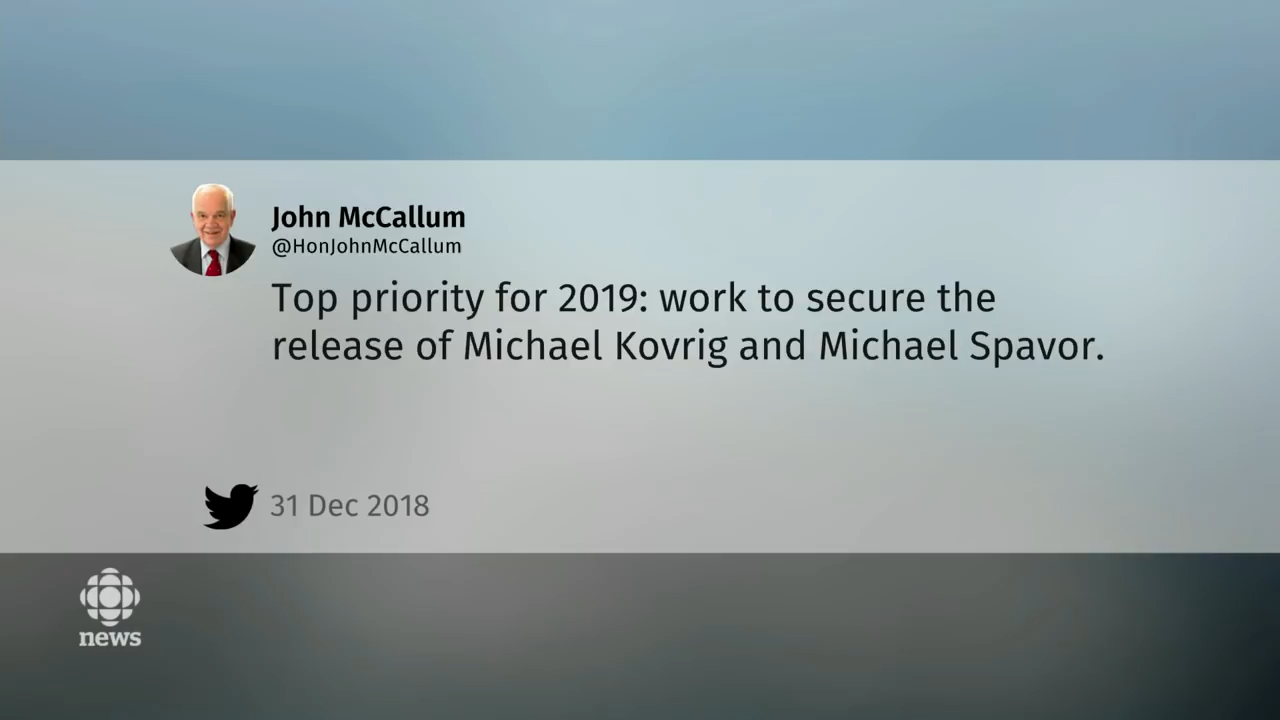 John McCallum
@HonJohnMcCallum
Top priority for 2019: work to secure the
release of Michael Kovrig and Michael Spavor.
31 Dec 2018
news